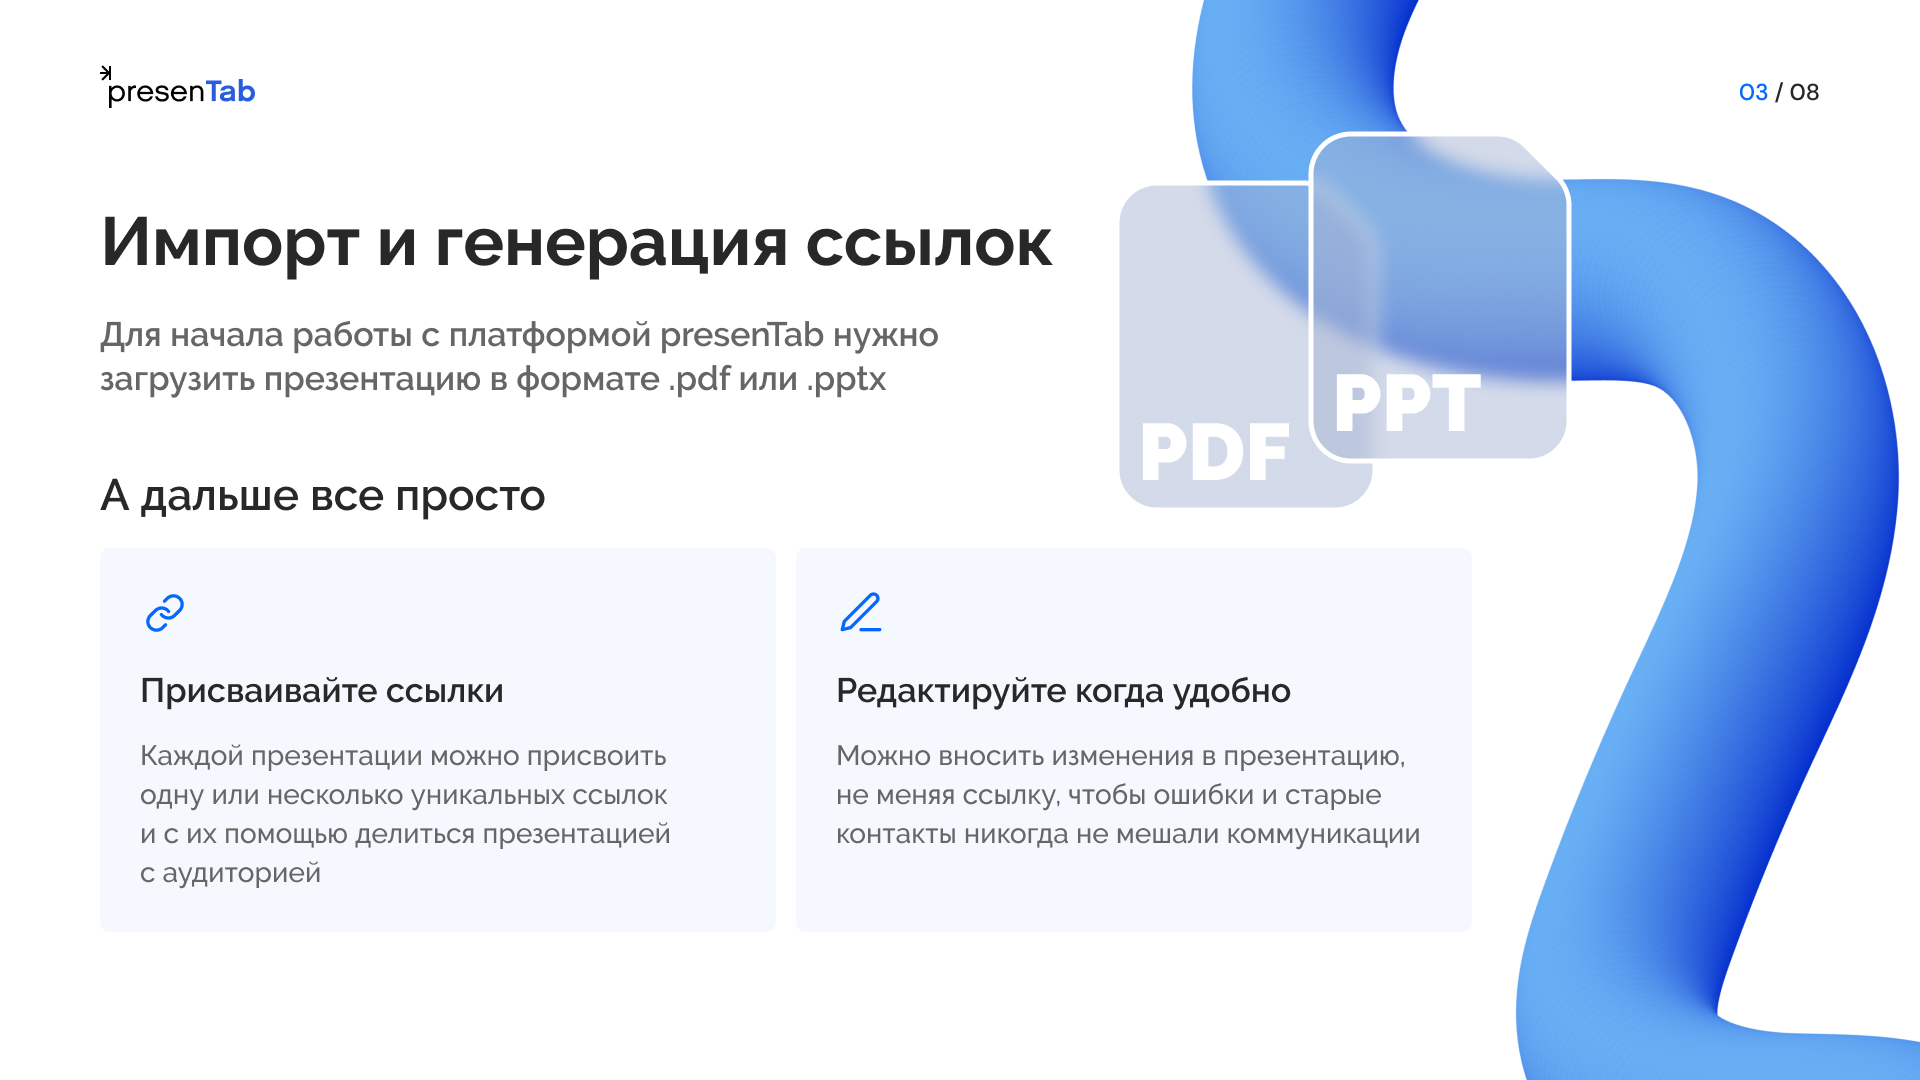 presenTab
03 / 08
Импорт и генерация ссылок
Для начала работы с платформой presenTab нужно
загрузить презентацию в формате .pdf или .pptx
PDF
PPT
А дальше все просто
Присваивайте ссылки
Каждой презентации можно присвоить
одну или несколько уникальных ссылок
и с их помощью делиться презентацией
с аудиторией
Редактируйте когда удобно
Можно вносить изменения в презентацию,
не меняя ссылку, чтобы ошибки и старые
контакты никогда не мешали коммуникации